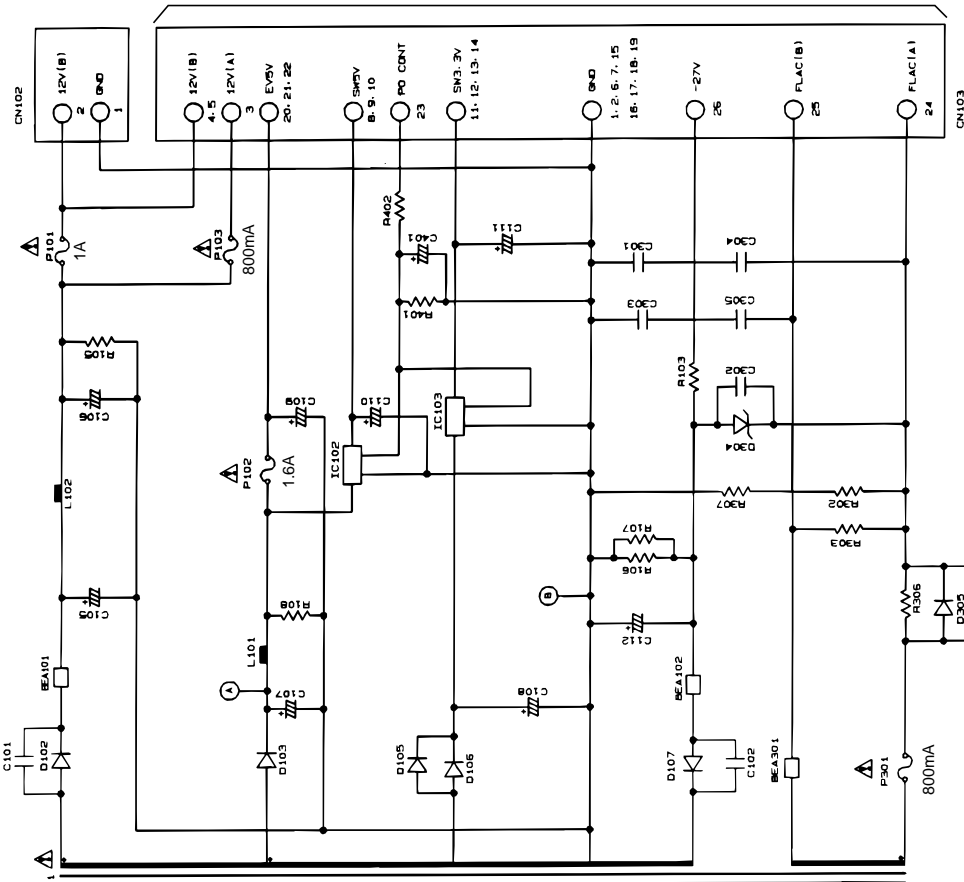 CN102
12V(B)
2
GND
1
12V(B)
4. 5
12V(A)
3
EV5V
20. 21. 22
SW5V
8. 9. 10
PO CONT
23
SW3. 3V
11. 12. 13. 14
GND
1. 2. 6. 7. 15
16. 17. 18. 19
-27V
26
FLAC(B)
25
FLAC(A)
24
CN103
P101
1A
P103
800mA
R402
C401
R401
C111
C301
C304
C303
C305
R105
C106
C109
C110
IC102
IC103
R103
C302
D304
L102
P102
1.6A
R307
R302
R303
R107
R106
C105
R108
B
C112
R306
D305
BEA101
L101
A
C107
C108
BEA102
C101
D102
D103
D105
D106
D107
C102
BEA301
P301
800mA
1